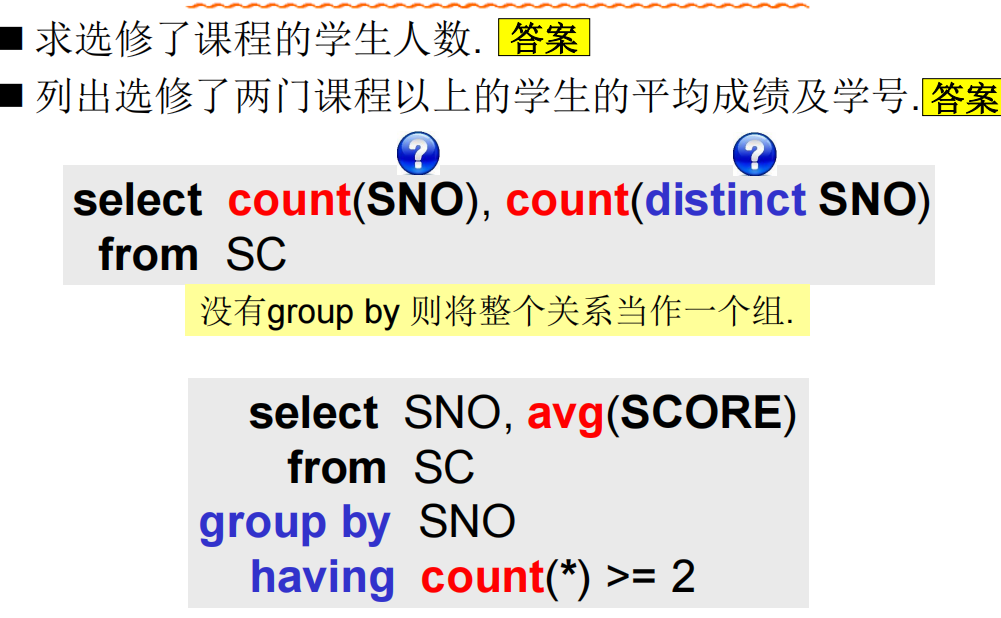 ■ 求选修了课程的学生人数. 答案
■ 列出选修了两门课程以上的学生的平均成绩及学号. 答案
? ?
select count(SNO), count(distinct SNO)
from SC
没有group by 则将整个关系当作一个组.
select SNO, avg(SCORE)
from SC
group by SNO
having count(*) >= 2